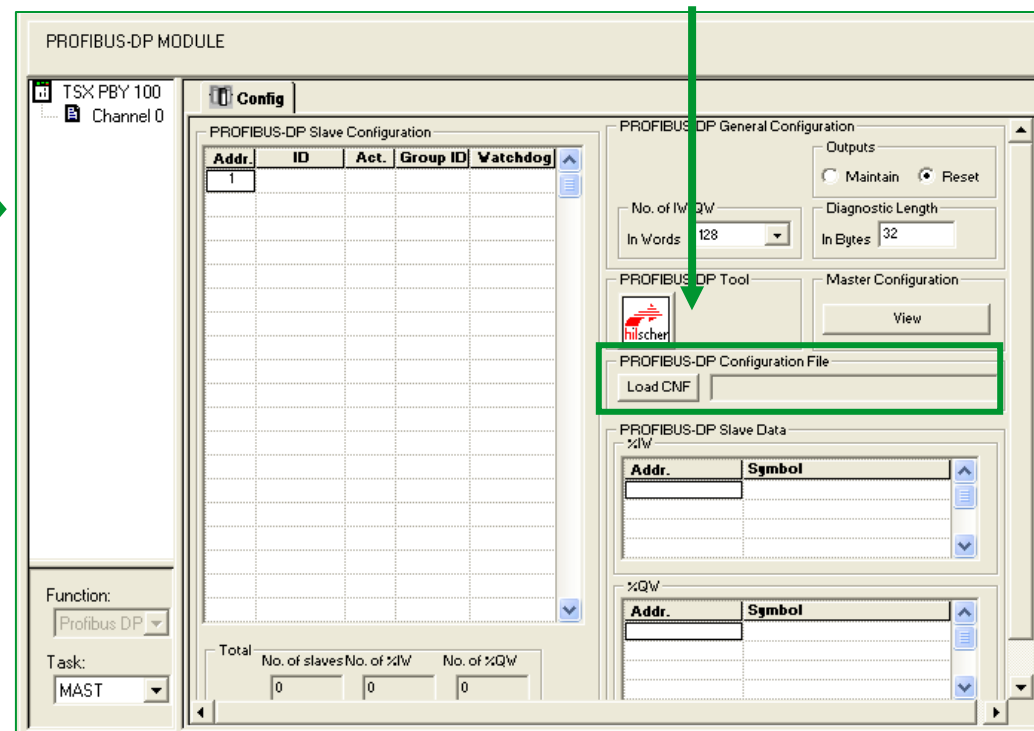 PROFIBUS-DP MODULE
TSX PBY 100
Channel 0
Config
PROFIBUS-DP Slave Configuration
Addr. ID Act. Group ID Watchdog
1
Function:
Profibus DP
Task:
MAST
Total
No. of slaves No. of %IW No. of %QW
0 0 0
PROFIBUS-DP General Configuration
Outputs
Maintain Reset
No. of IW QW
In Words 128
Diagnostic Length
In Bytes 32
PROFIBUS-DP Tool
hilscher
Master Configuration
View
PROFIBUS-DP Configuration File
Load CNF
PROFIBUS-DP Slave Data
%IW
Addr. Symbol
%QW
Addr. Symbol